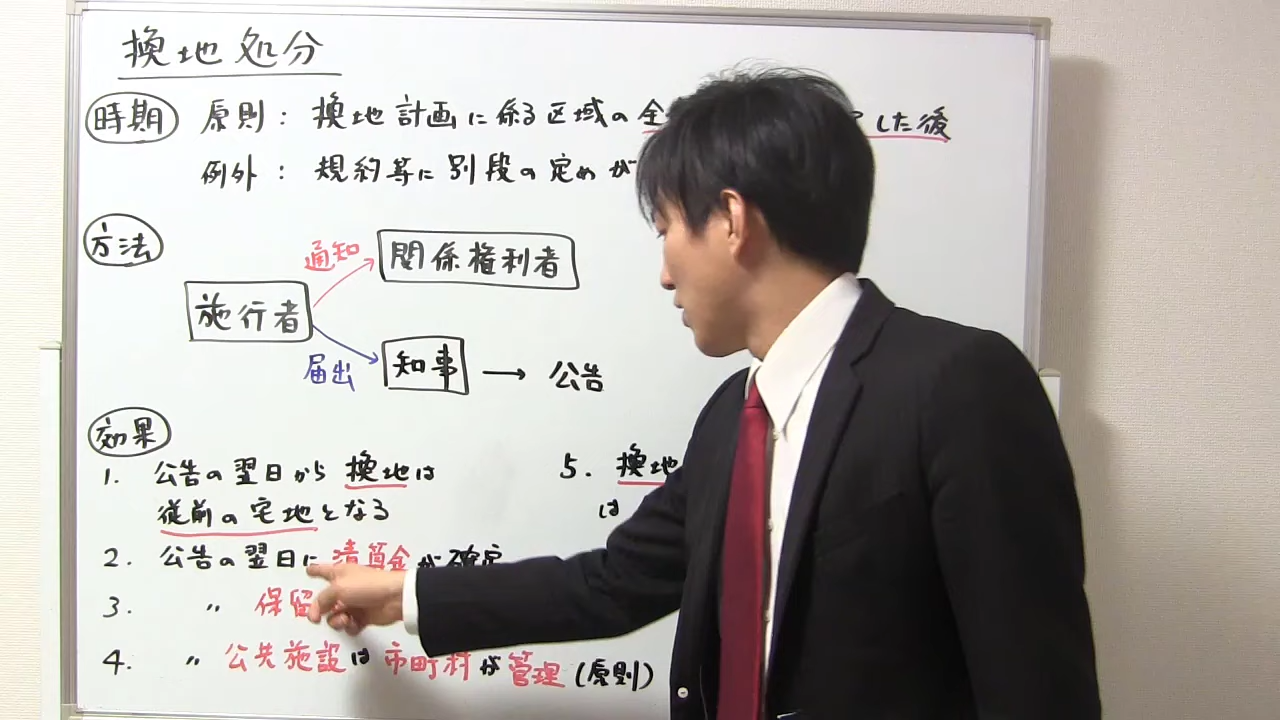 換地処分
時期 原則： 換地計画に係る区域の全 した後
例外： 規約等に別段の定めが
方法
通知
関係権利者
施行者
届出
知事 → 公告
効果
1. 公告の翌日から換地は
従前の宅地となる
2. 公告の翌日に清算金が確定
3. 〃 保留
4. 〃 公共施設は市町村が管理(原則)
5. 換地
は